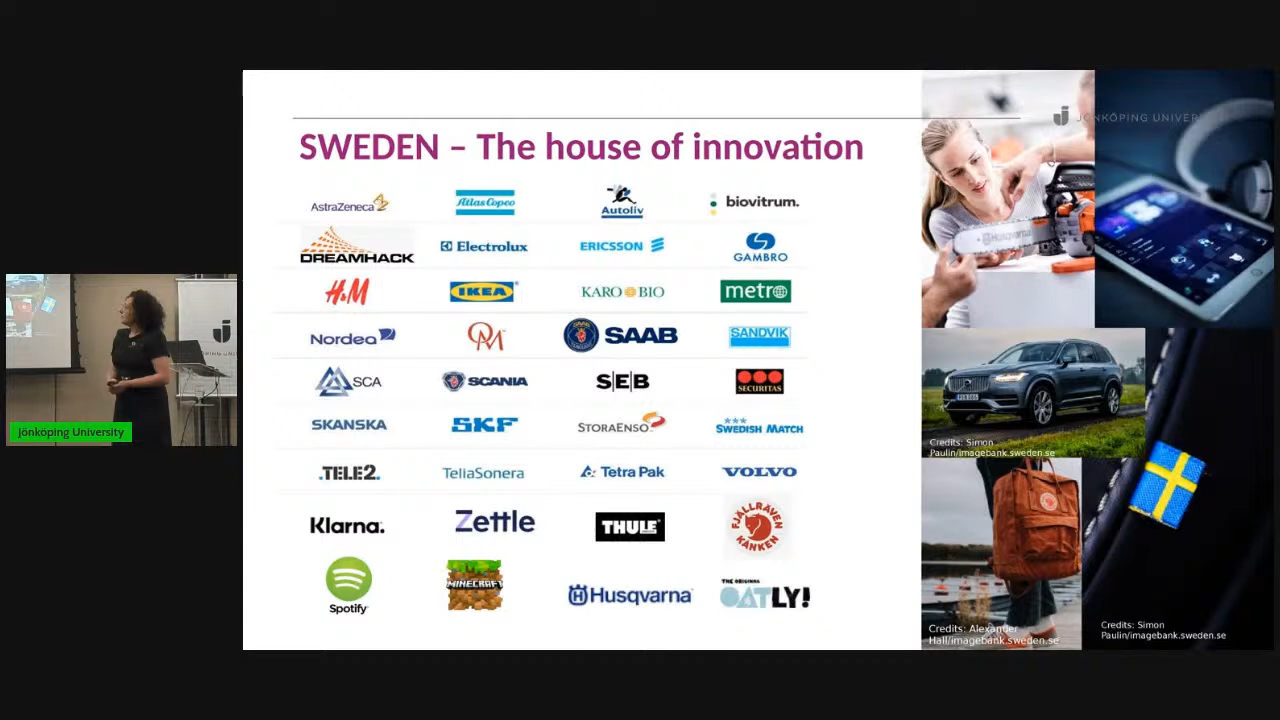 JÖNKÖPING UNIVER
SWEDEN – The house of innovation
AstraZeneca
Atlas Copco
Autoliv
biovitrum.
DREAMHACK
Electrolux
ERICSSON
GAMBRO
H&M
IKEA
KARO BIO
metro
Nordea
OM
SAAB
SANDVIK
SCA
SCANIA
S|E|B
SECURITAS
SKANSKA
SKF
STORAENSO
SWEDISH MATCH
TELE2.
TeliaSonera
Tetra Pak
VOLVO
Klarna.
Zettle
THULE
FJÄLLRÄVEN
KÅNKEN
Spotify
MINECRAFT
Husqvarna
THE ORIGINAL
OATLY!
Husqvarna
Credits: Simon
Paulin/imagebank.sweden.se
Credits: Alexander
Hall/imagebank.sweden.se
Credits: Simon
Paulin/imagebank.sweden.se
Jönköping University